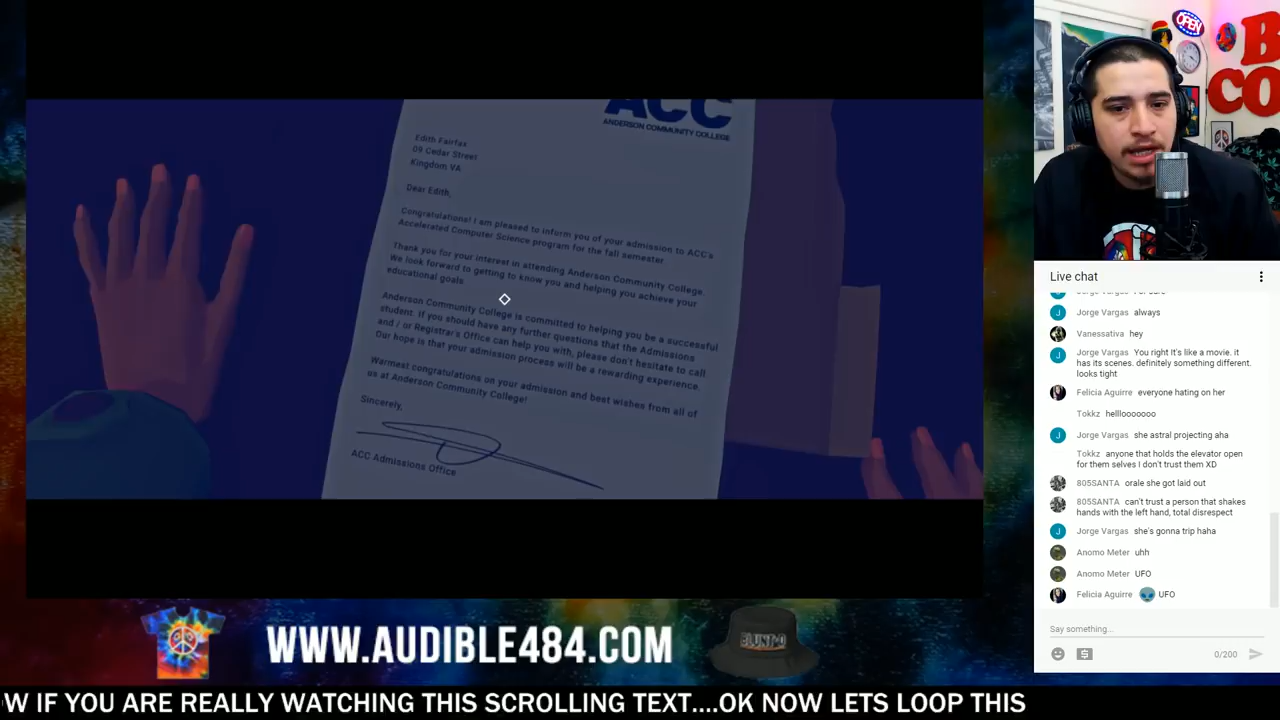 ACC
ANDERSON COMMUNITY COLLEGE
Edith Fairfax
09 Cedar Street
Kingdom VA
Dear Edith,
Congratulations! I am pleased to inform you of your admission to ACC's
Accelerated Computer Science program for the fall semester.
Thank you for your interest in attending Anderson Community College.
We look forward to getting to know you and helping you achieve your
educational goals
Anderson Community College is committed to helping you be a successful
student. If you should have any further questions that the Admissions
and / or Registrar's Office can help you with, please don't hesitate to call
Our hope is that your admission process will be a rewarding experience.
Warmest congratulations on your admission and best wishes from all of
us at Anderson Community College!
Sincerely,
ACC Admissions Office
OPEN
B
CO
Live chat
Jorge Vargas always
Vanessativa hey
Jorge Vargas You right It's like a movie. it
has its scenes. definitely something different.
looks tight
Felicia Aguirre everyone hating on her
Tokkz hellloooooo
Jorge Vargas she astral projecting aha
Tokkz anyone that holds the elevator open
for them selves I don't trust them XD
805SANTA orale she got laid out
805SANTA can't trust a person that shakes
hands with the left hand, total disrespect
Jorge Vargas she's gonna trip haha
Anomo Meter uhh
Anomo Meter UFO
Felicia Aguirre UFO
Say something...
0/200
WWW.AUDIBLE484.COM
W IF YOU ARE REALLY WATCHING THIS SCROLLING TEXT....OK NOW LETS LOOP THIS